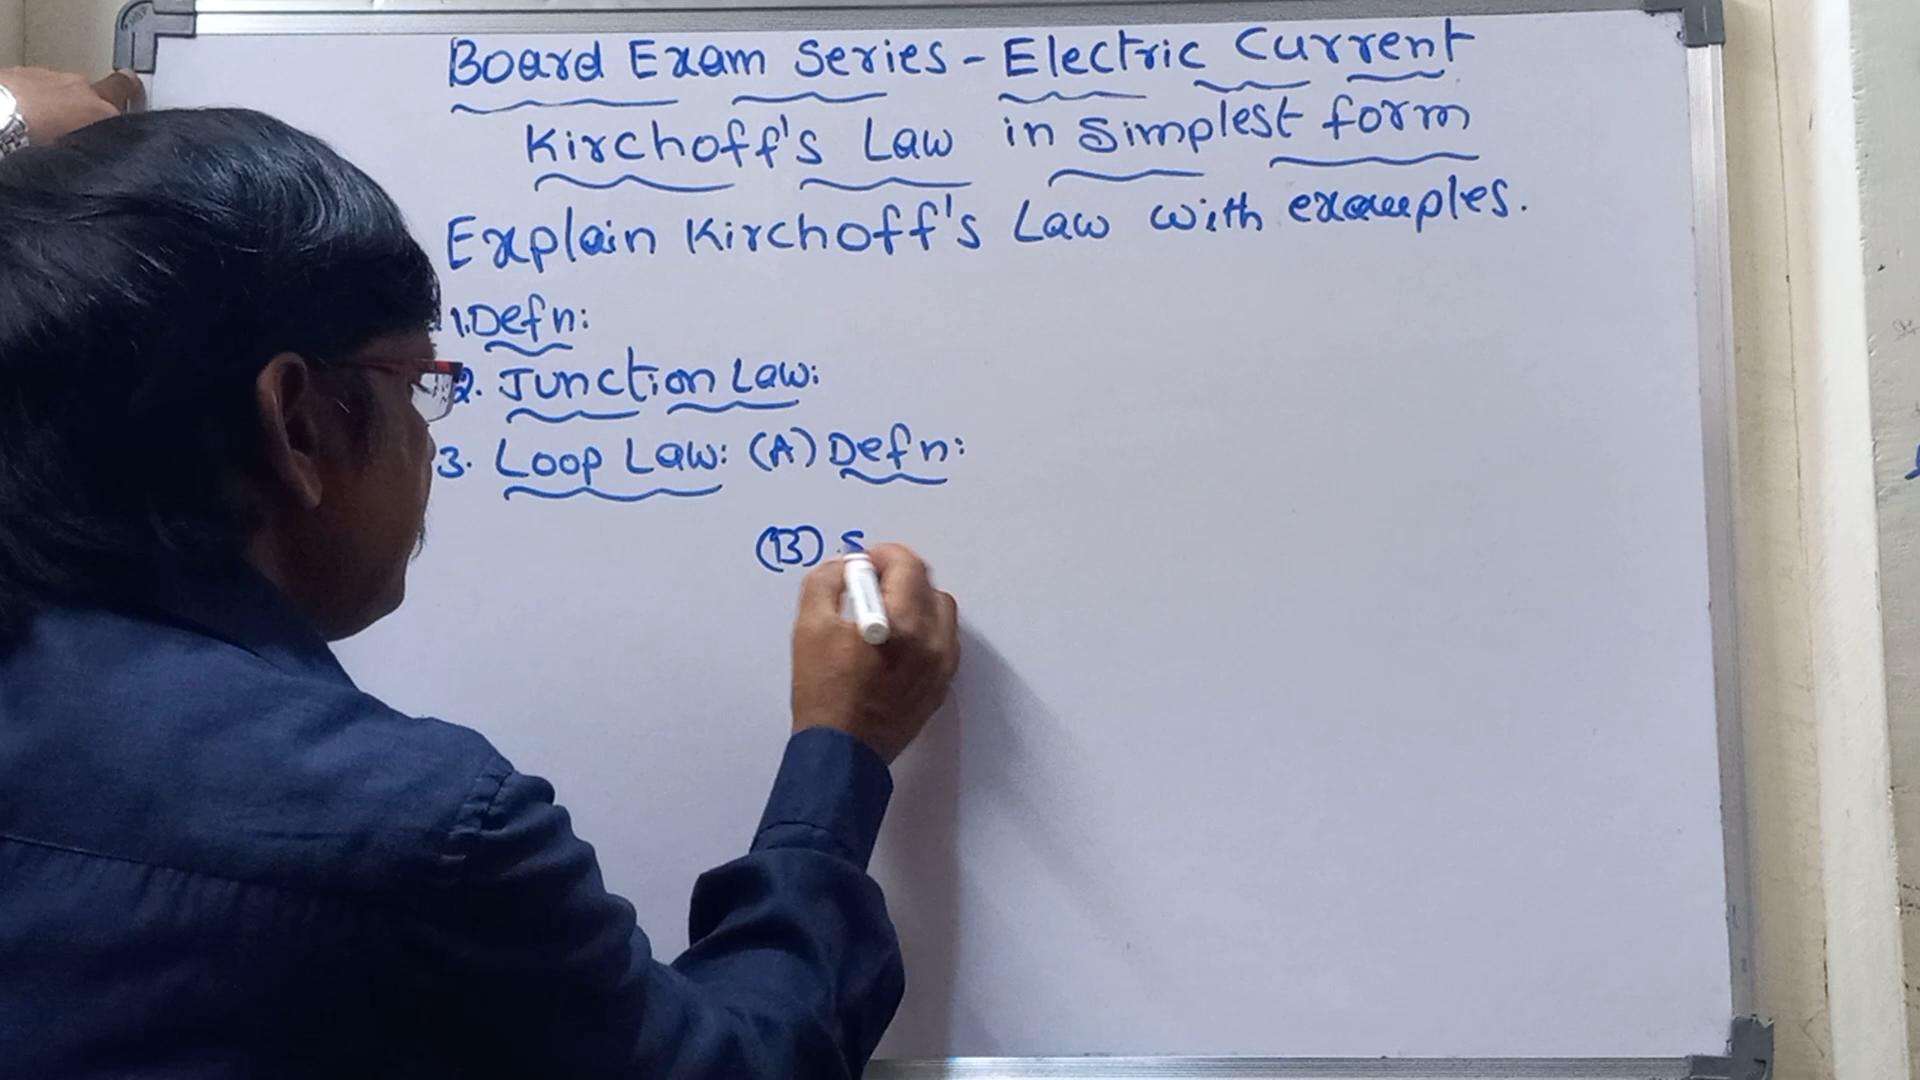 Board Exam Series - Electric Current
Kirchoff's Law in Simplest form
Explain Kirchoff's Law with examples.
1. Defn:
2. Junction Law:
3. Loop Law: (A) Defn:
(B) S